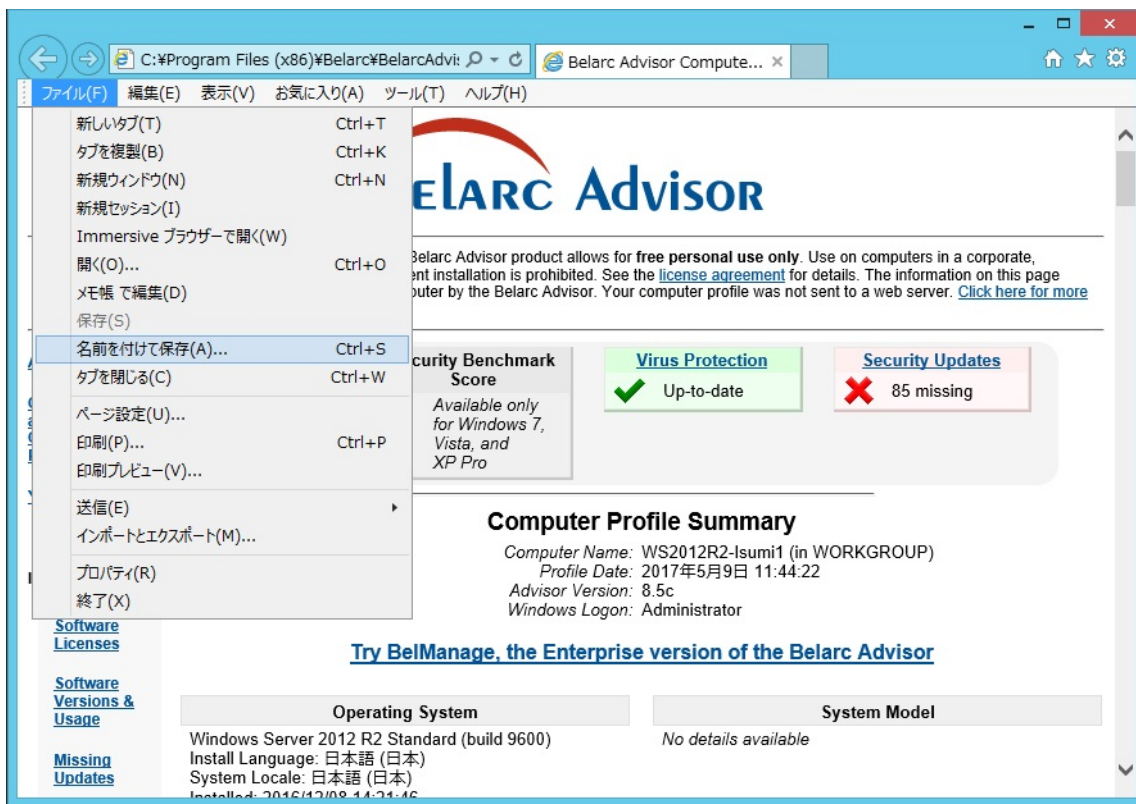 C:¥Program Files (x86)¥Belarc¥BelarcAdvi
Belarc Advisor Compute...
ファイル(F) 編集(E) 表示(V) お気に入り(A) ツール(T) ヘルプ(H)
新しいタブ(T) Ctrl+T
タブを複製(B) Ctrl+K
新規ウィンドウ(N) Ctrl+N
新規セッション(I)
Immersive ブラウザーで開く(W)
開く(O)... Ctrl+O
メモ帳 で編集(D)
保存(S)
名前を付けて保存(A)... Ctrl+S
タブを閉じる(C) Ctrl+W
ページ設定(U)...
印刷(P)... Ctrl+P
印刷プレビュー(V)...
送信(E)
インポートとエクスポート(M)...
プロパティ(R)
終了(X)
ELARC ADVISOR
Belarc Advisor product allows for free personal use only. Use on computers in a corporate,
ent installation is prohibited. See the license agreement for details. The information on this page
puter by the Belarc Advisor. Your computer profile was not sent to a web server. Click here for more
curity Benchmark
Score
Available only
for Windows 7,
Vista, and
XP Pro
Virus Protection
Up-to-date
Security Updates
85 missing
Computer Profile Summary
Computer Name: WS2012R2-Isumi1 (in WORKGROUP)
Profile Date: 2017年5月9日 11:44:22
Advisor Version: 8.5c
Windows Logon: Administrator
Try BelManage, the Enterprise version of the Belarc Advisor
Software
Licenses
Software
Versions &
Usage
Missing
Updates
Operating System
Windows Server 2012 R2 Standard (build 9600)
Install Language: 日本語 (日本)
System Locale: 日本語 (日本)
Installed: 2016/12/08 14:21:46
System Model
No details available